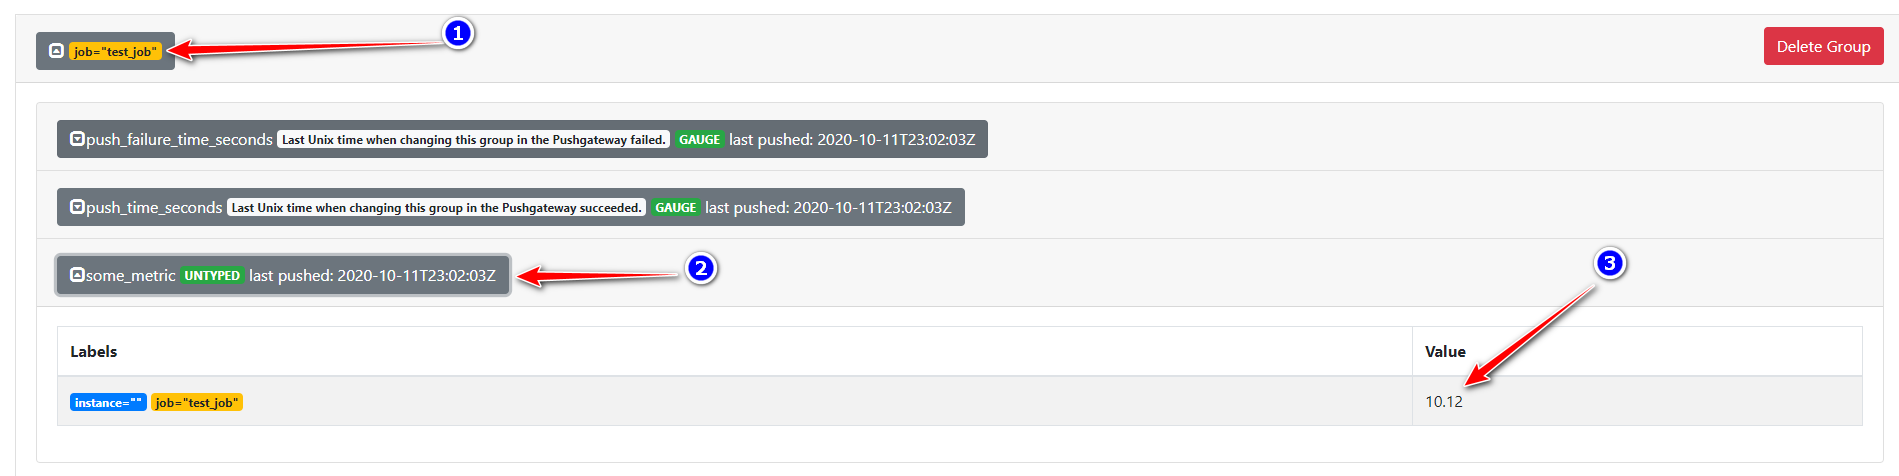 job="test_job"
1
Delete Group
push_failure_time_seconds Last Unix time when changing this group in the Pushgateway failed. GAUGE last pushed: 2020-10-11T23:02:03Z
push_time_seconds Last Unix time when changing this group in the Pushgateway succeeded. GAUGE last pushed: 2020-10-11T23:02:03Z
some_metric UNTYPED last pushed: 2020-10-11T23:02:03Z
2
3
Labels
Value
instance="" job="test_job"
10.12